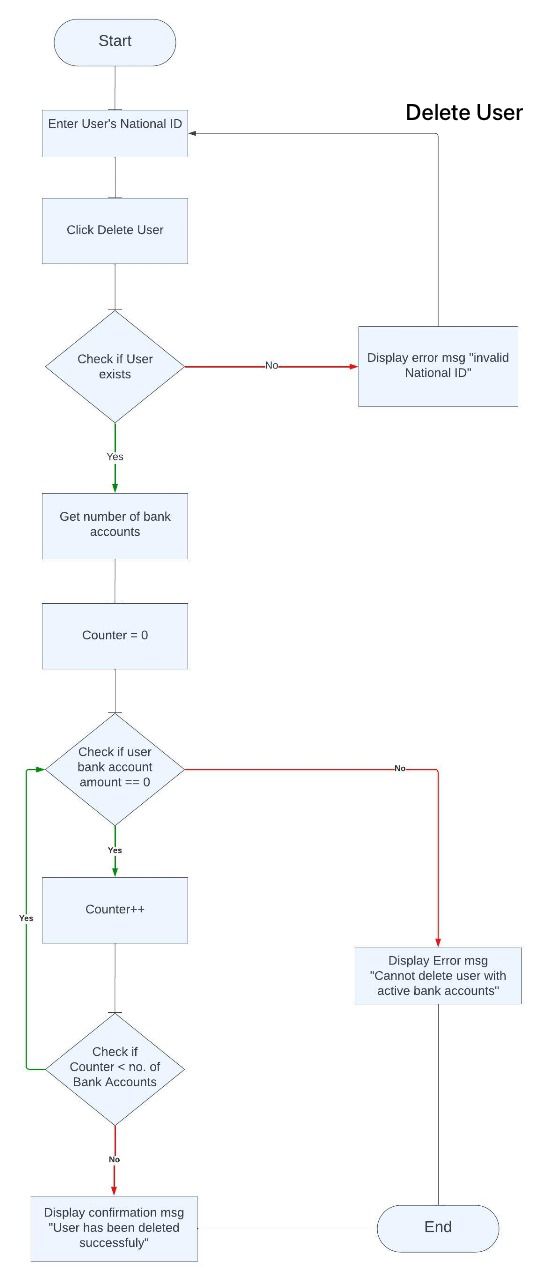 Start
Delete User
Enter User's National ID
Click Delete User
Check if User
exists
No
Display error msg "invalid
National ID"
Yes
Get number of bank
accounts
Counter = 0
Check if user
bank account
amount == 0
No
Yes
Counter++
Yes
Display Error msg
"Cannot delete user with
active bank accounts"
Check if
Counter < no. of
Bank Accounts
No
Display confirmation msg
"User has been deleted
successfuly"
End